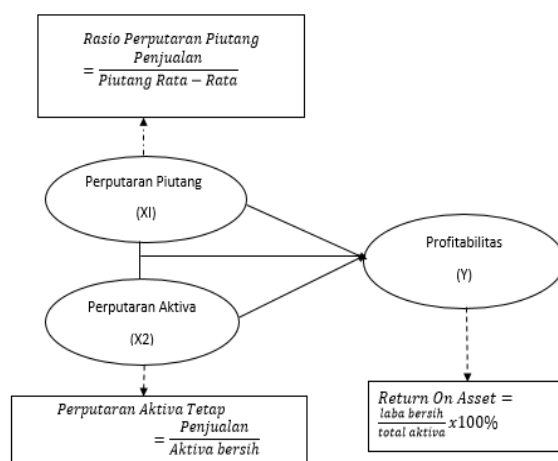 Rasio Perputaran Piutang
= Penjualan
Piutang Rata − Rata
Perputaran Piutang
(XI)
Profitabilitas
(Y)
Perputaran Aktiva
(X2)
Perputaran Aktiva Tetap
= Penjualan
Aktiva bersih
Return On Asset =
laba bersih
total aktiva x100%